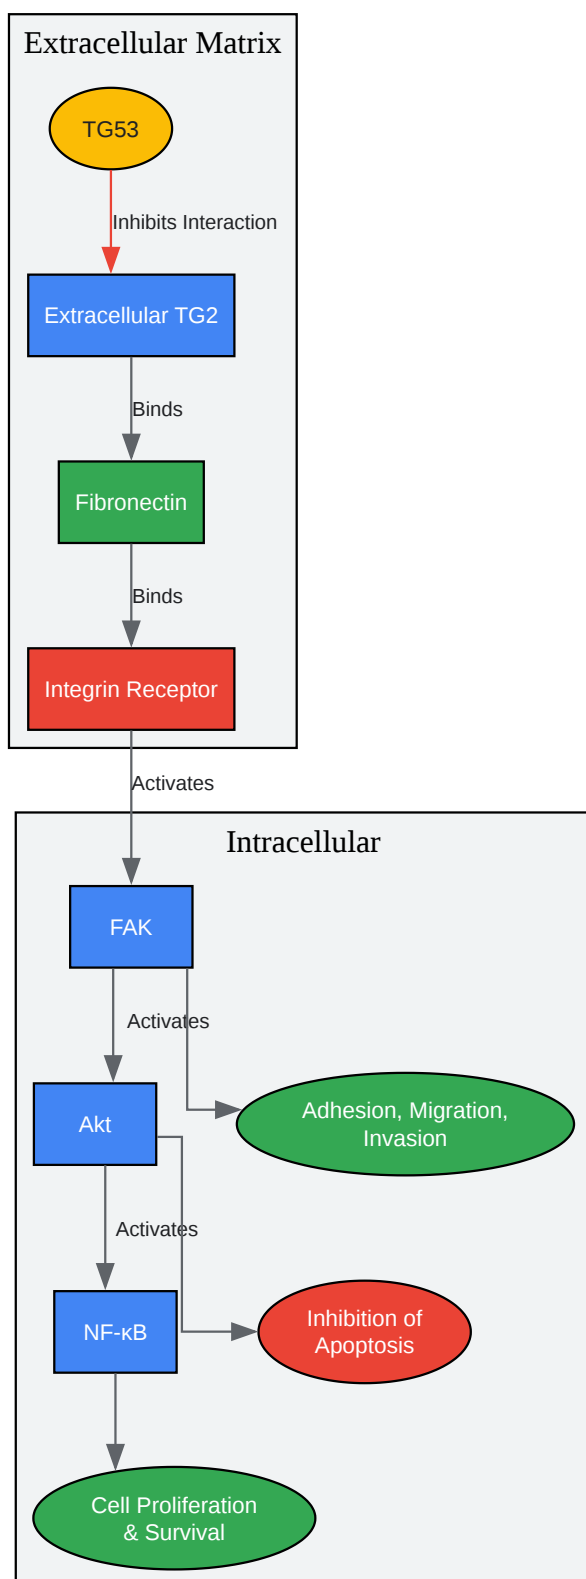 Extracellular Matrix
TG53
Inhibits Interaction
Extracellular TG2
Binds
Fibronectin
Binds
Integrin Receptor
Activates
Intracellular
FAK
Activates
Adhesion, Migration,
Invasion
Akt
Activates
Inhibition of
Apoptosis
NF-κB
Cell Proliferation
& Survival